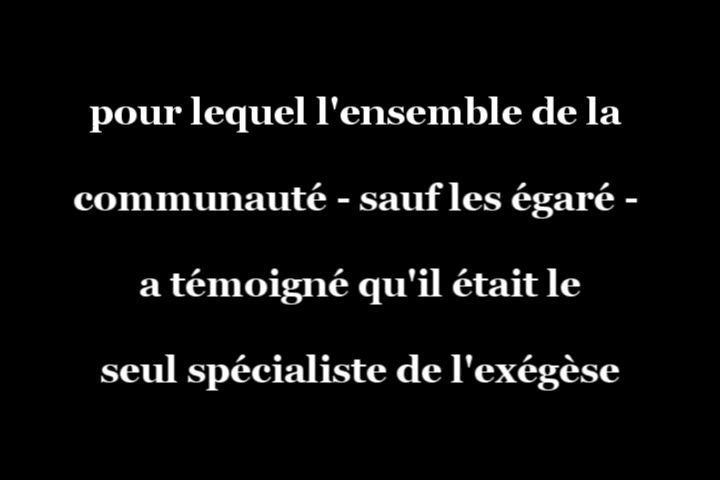 pour lequel l'ensemble de la
communauté - sauf les égaré -
a témoigné qu'il était le
seul spécialiste de l'exégèse